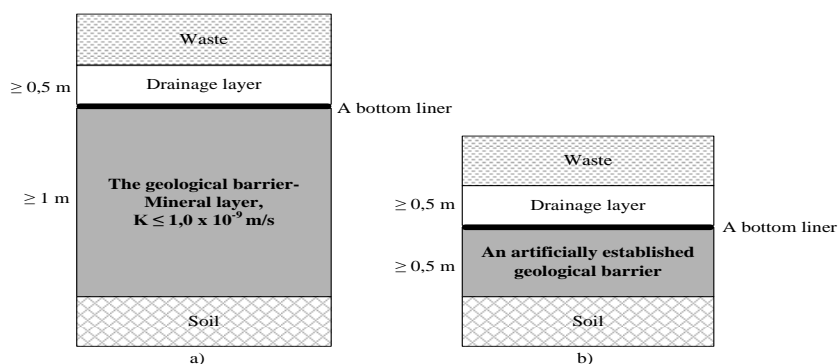 Waste
≥ 0,5 m
Drainage layer
A bottom liner
≥ 1 m
The geological barrier-
Mineral layer,
K ≤ 1,0 x 10⁻⁹ m/s
Soil
a)
Waste
≥ 0,5 m
Drainage layer
A bottom liner
≥ 0,5 m
An artificially established
geological barrier
Soil
b)